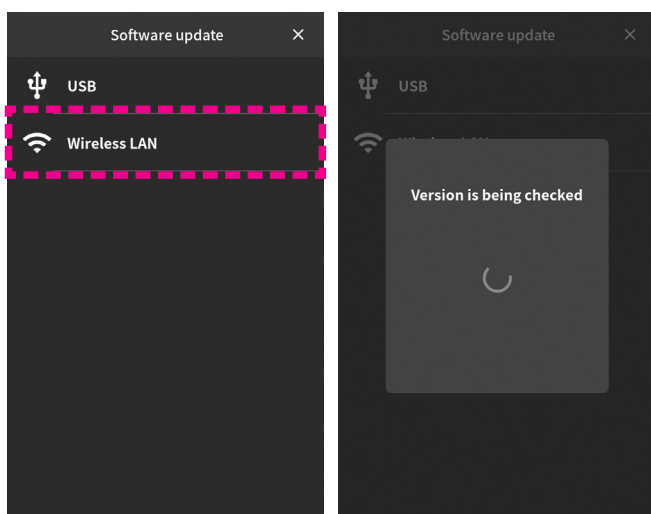 Software update
USB
Wireless LAN
Software update
USB
Version is being checked